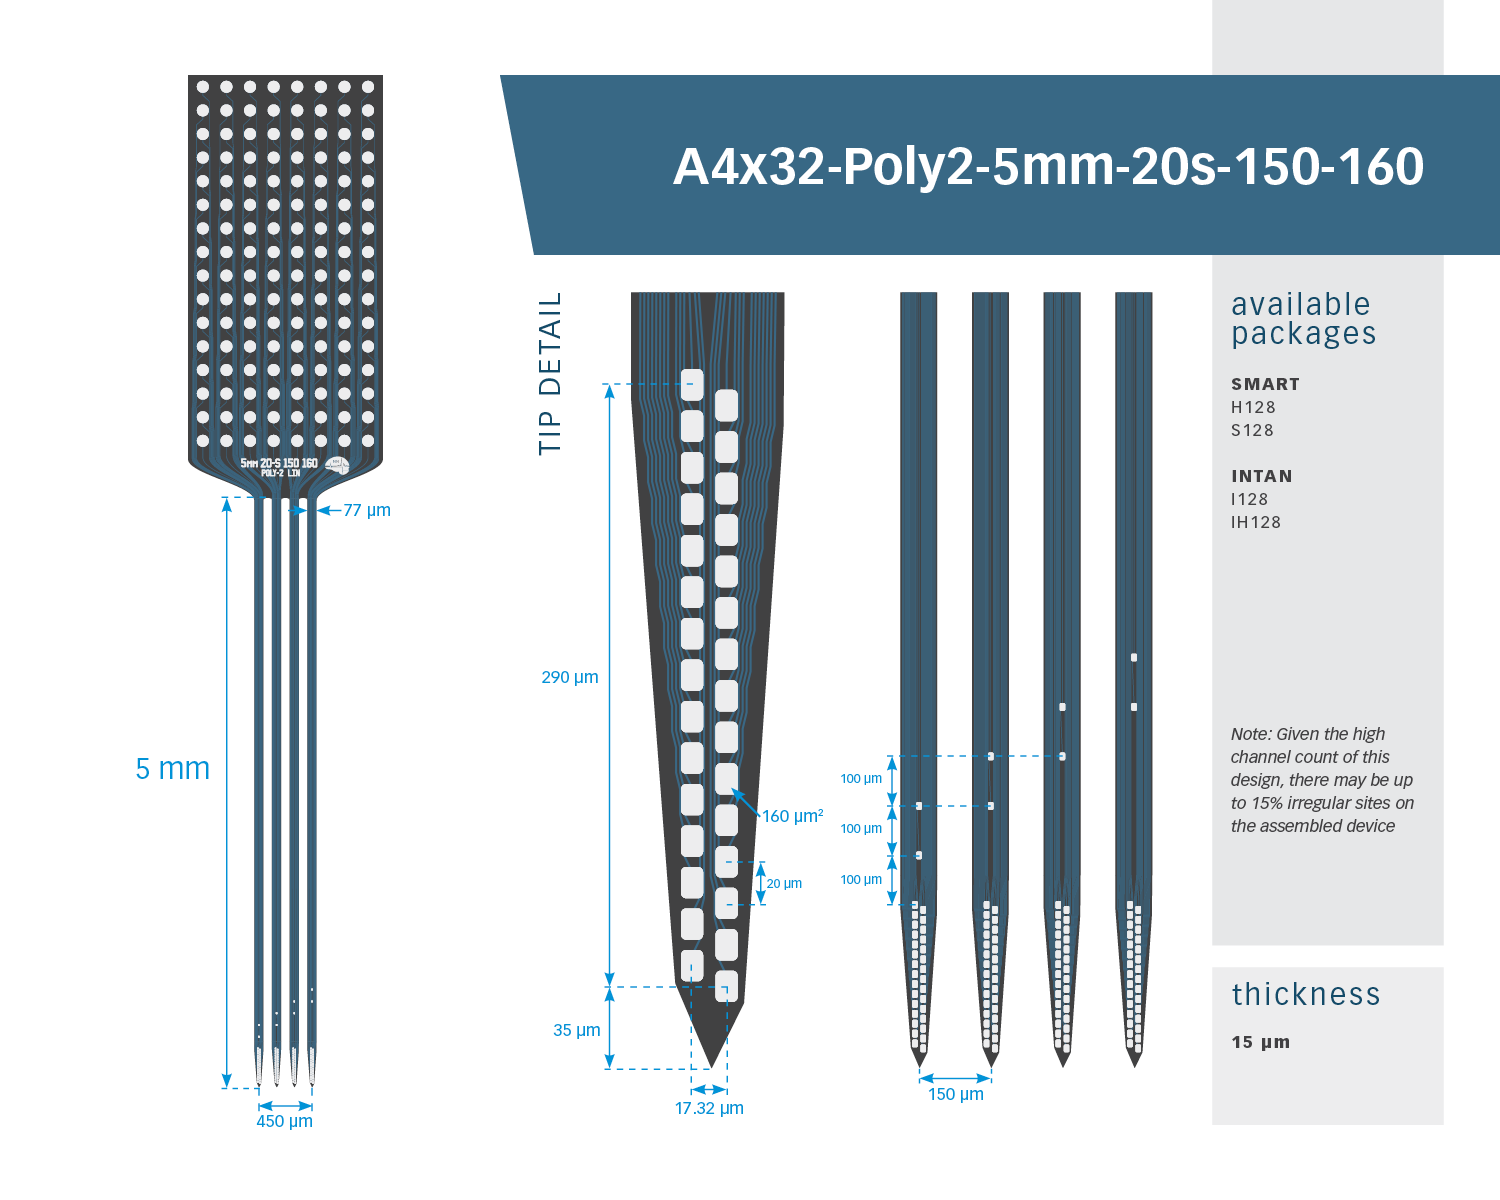 A4x32-Poly2-5mm-20s-150-160
5MM 20-S 150 160
POLY-2 LIN
77 µm
5 mm
450 µm
TIP DETAIL
290 µm
35 µm
160 µm²
20 µm
17.32 µm
100 µm
100 µm
100 µm
150 µm
available
packages
SMART
H128
S128
INTAN
I128
IH128
Note: Given the high
channel count of this
design, there may be up
to 15% irregular sites on
the assembled device
thickness
15 µm